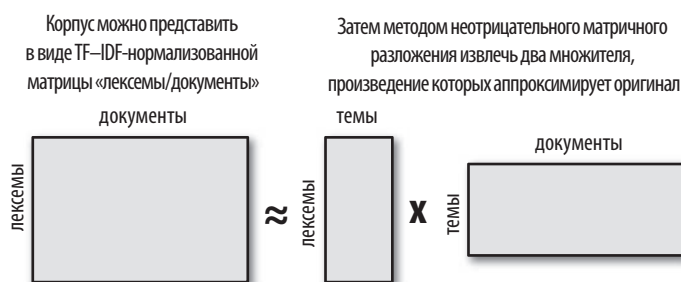 Корпус можно представить
в виде TF–IDF-нормализованной
матрицы «лексемы/документы»
Затем методом неотрицательного матричного
разложения извлечь два множителя,
произведение которых аппроксимирует оригинал
документы
лексемы
≈
темы
лексемы
x
документы
темы